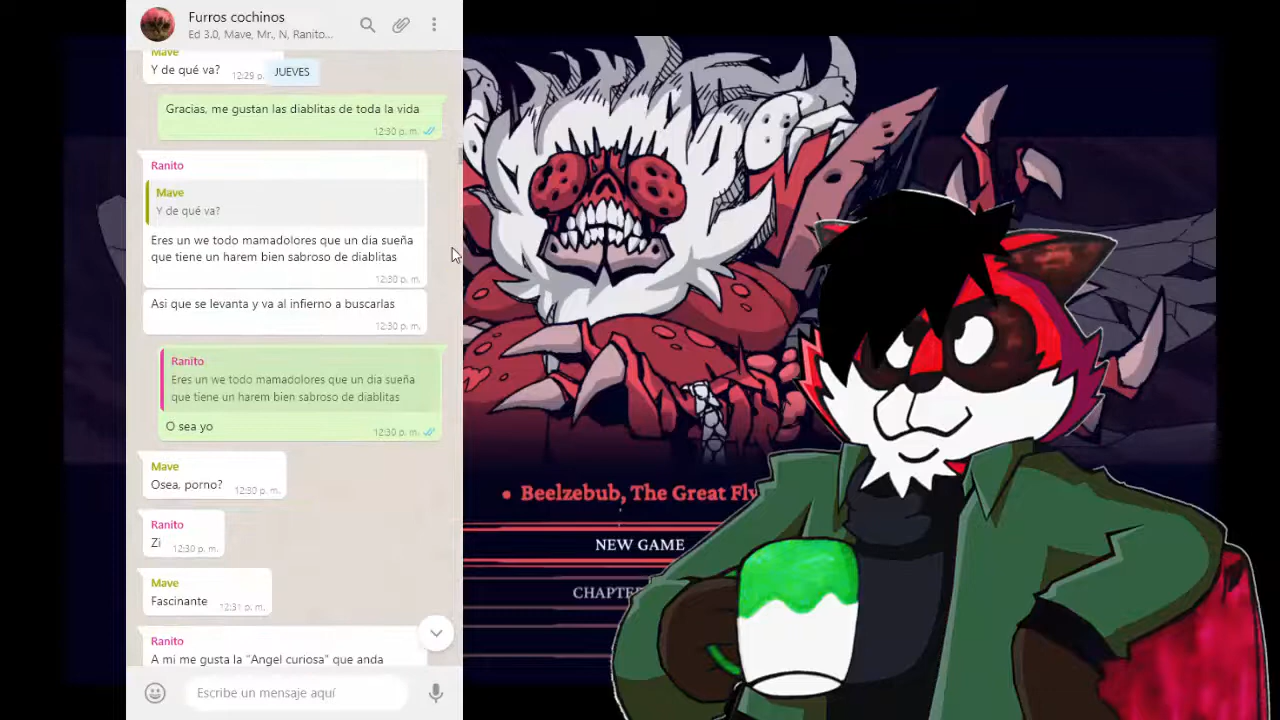 Furros cochinos
Ed 3.0, Mave, Mr., N, Ranito...
Mave
Y de qué va?
12:29 p.
JUEVES
Gracias, me gustan las diablitas de toda la vida
12:30 p. m.
Ranito
Mave
Y de qué va?
Eres un we todo mamadolores que un dia sueña
que tiene un harem bien sabroso de diablitas
12:30 p. m.
Asi que se levanta y va al infierno a buscarlas
12:30 p. m.
Ranito
Eres un we todo mamadolores que un dia sueña
que tiene un harem bien sabroso de diablitas
O sea yo
12:30 p. m.
Mave
Osea, porno?
12:30 p. m.
Ranito
Zi
12:30 p. m.
Mave
Fascinante
12:31 p. m.
Ranito
A mi me gusta la "Angel curiosa" que anda
Escribe un mensaje aquí
Beelzebub, The Great Fly
NEW GAME
CHAPTE